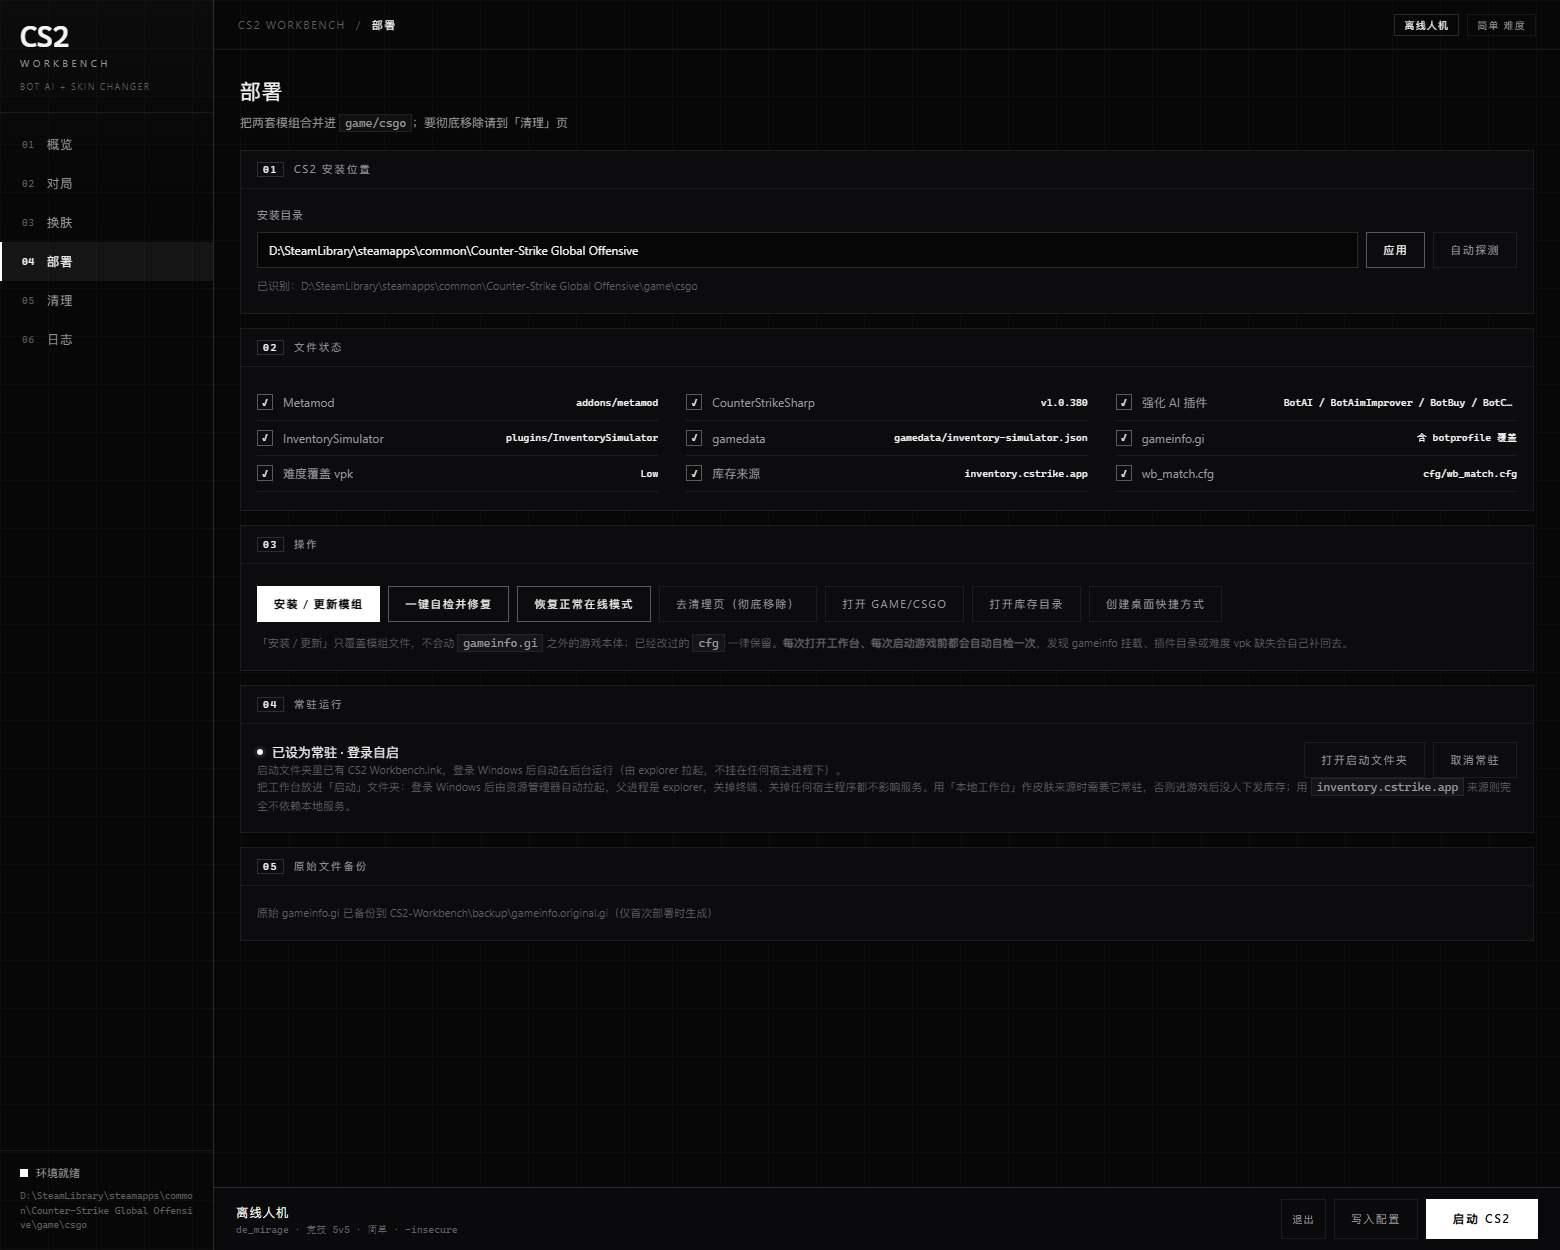 CS2
WORKBENCH
BOT AI + SKIN CHANGER
01 概览
02 对局
03 换肤
04 部署
05 清理
06 日志
环境就绪
D:\SteamLibrary\steamapps\commo
n\Counter-Strike Global Offensi
ve\game\csgo
CS2 WORKBENCH / 部署
离线人机 简单 难度
部署
把两套模组合并进 game/csgo；要彻底移除请到「清理」页
01 CS2 安装位置
安装目录
D:\SteamLibrary\steamapps\common\Counter-Strike Global Offensive 应用 自动探测
已识别：D:\SteamLibrary\steamapps\common\Counter-Strike Global Offensive\game\csgo
02 文件状态
Metamod addons/metamod CounterStrikeSharp v1.0.380 强化 AI 插件 BotAI / BotAimImprover / BotBuy / BotC…
InventorySimulator plugins/InventorySimulator gamedata gamedata/inventory-simulator.json gameinfo.gi 含 botprofile 覆盖
难度覆盖 vpk Low 库存来源 inventory.cstrike.app wb_match.cfg cfg/wb_match.cfg
03 操作
安装 / 更新模组 一键自检并修复 恢复正常在线模式 去清理页（彻底移除） 打开 GAME/CSGO 打开库存目录 创建桌面快捷方式
「安装 / 更新」只覆盖模组文件，不会动 gameinfo.gi 之外的游戏本体；已经改过的 cfg 一律保留。每次打开工作台、每次启动游戏前都会自动自检一次，发现 gameinfo 挂载、插件目录或难度 vpk 缺失会自己补回去。
04 常驻运行
已设为常驻 · 登录自启 打开启动文件夹 取消常驻
启动文件夹里已有 CS2 Workbench.lnk，登录 Windows 后自动在后台运行（由 explorer 拉起，不挂在任何宿主进程下）。
把工作台放进「启动」文件夹：登录 Windows 后由资源管理器自动拉起，父进程是 explorer，关掉终端、关掉任何宿主程序都不影响服务。用「本地工作台」作皮肤来源时需要它常驻，否则进游戏后没人下发库存；用 inventory.cstrike.app 来源则完
全不依赖本地服务。
05 原始文件备份
原始 gameinfo.gi 已备份到 CS2-Workbench\backup\gameinfo.original.gi（仅首次部署时生成）
离线人机
de_mirage · 竞技 5v5 · 简单 · -insecure
退出 写入配置 启动 CS2